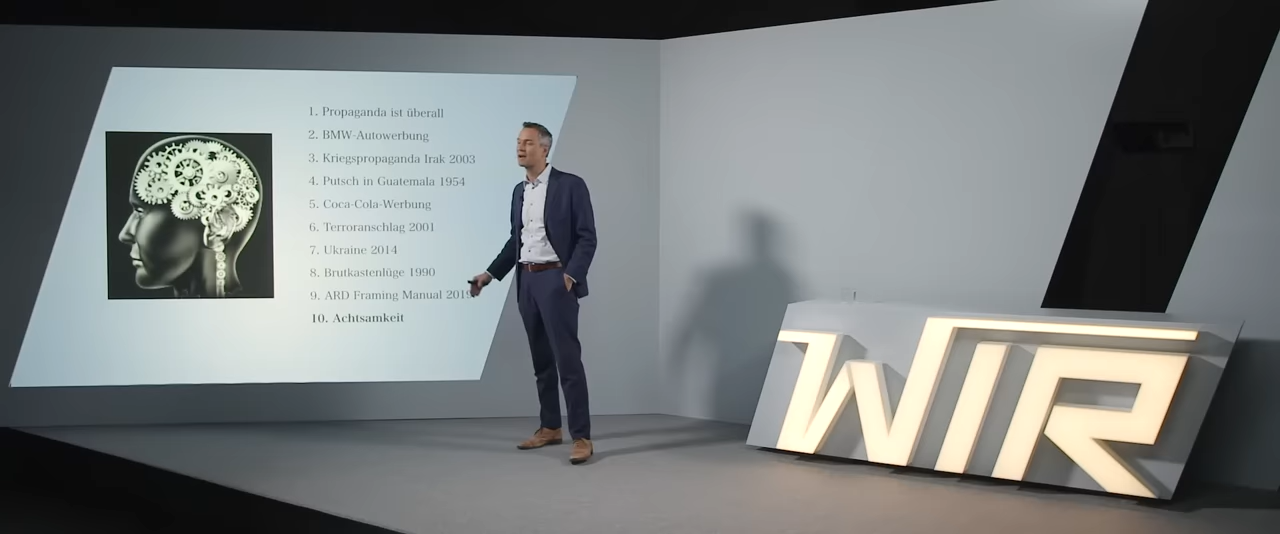 1. Propaganda ist überall
2. BMW-Autowerbung
3. Kriegspropaganda Irak 2003
4. Putsch in Guatemala 1954
5. Coca-Cola-Werbung
6. Terroranschlag 2001
7. Ukraine 2014
8. Brutkastenlüge 1990
9. ARD Framing Manual 2019
10. Achtsamkeit
WIR